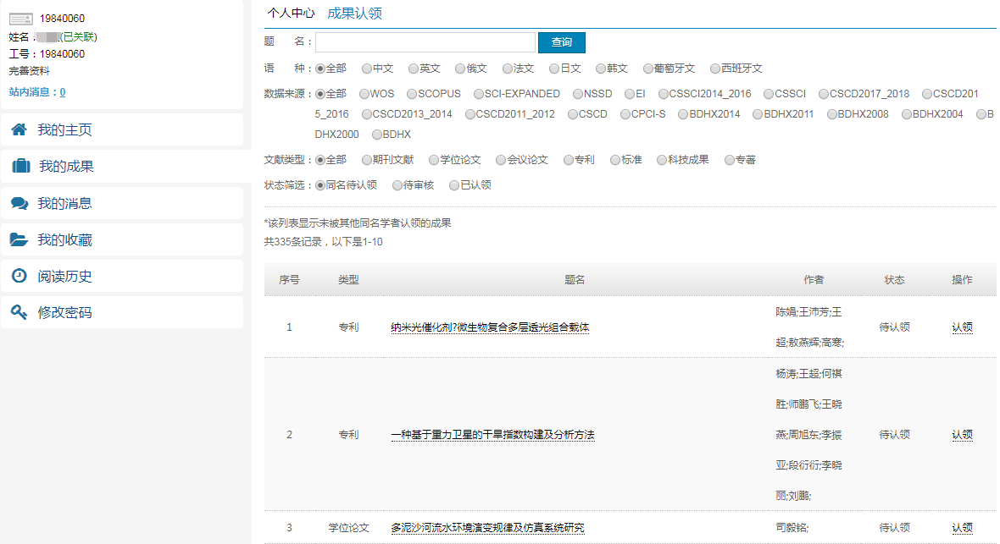 19840060
姓名：(已关联)
工号：19840060
完善资料
站内消息：0
我的主页
我的成果
我的消息
我的收藏
阅读历史
修改密码
个人中心 成果认领
题 名： 查询
语 种： 全部 中文 英文 俄文 法文 日文 韩文 葡萄牙文 西班牙文
数据来源： 全部 WOS SCOPUS SCI-EXPANDED NSSD EI CSSCI2014_2016 CSSCI CSCD2017_2018 CSCD201
5_2016 CSCD2013_2014 CSCD2011_2012 CSCD CPCI-S BDHX2014 BDHX2011 BDHX2008 BDHX2004 B
DHX2000 BDHX
文献类型： 全部 期刊文献 学位论文 会议论文 专利 标准 科技成果 专著
状态筛选： 同名待认领 待审核 已认领
*该列表显示未被其他同名学者认领的成果
共335条记录，以下是1-10
序号 类型 题名 作者 状态 操作
1 专利 纳米光催化剂?微生物复合多层透光组合载体 陈娟;王沛芳;王 待认领 认领
超;敖燕辉;高寒;
2 专利 一种基于重力卫星的干旱指数构建及分析方法 杨涛;王超;何祺 待认领 认领
胜;师鹏飞;王晓
燕;周旭东;李振
亚;段衍衍;李晓
丽;刘鹏;
3 学位论文 多泥沙河流水环境演变规律及仿真系统研究 司毅铭; 待认领 认领